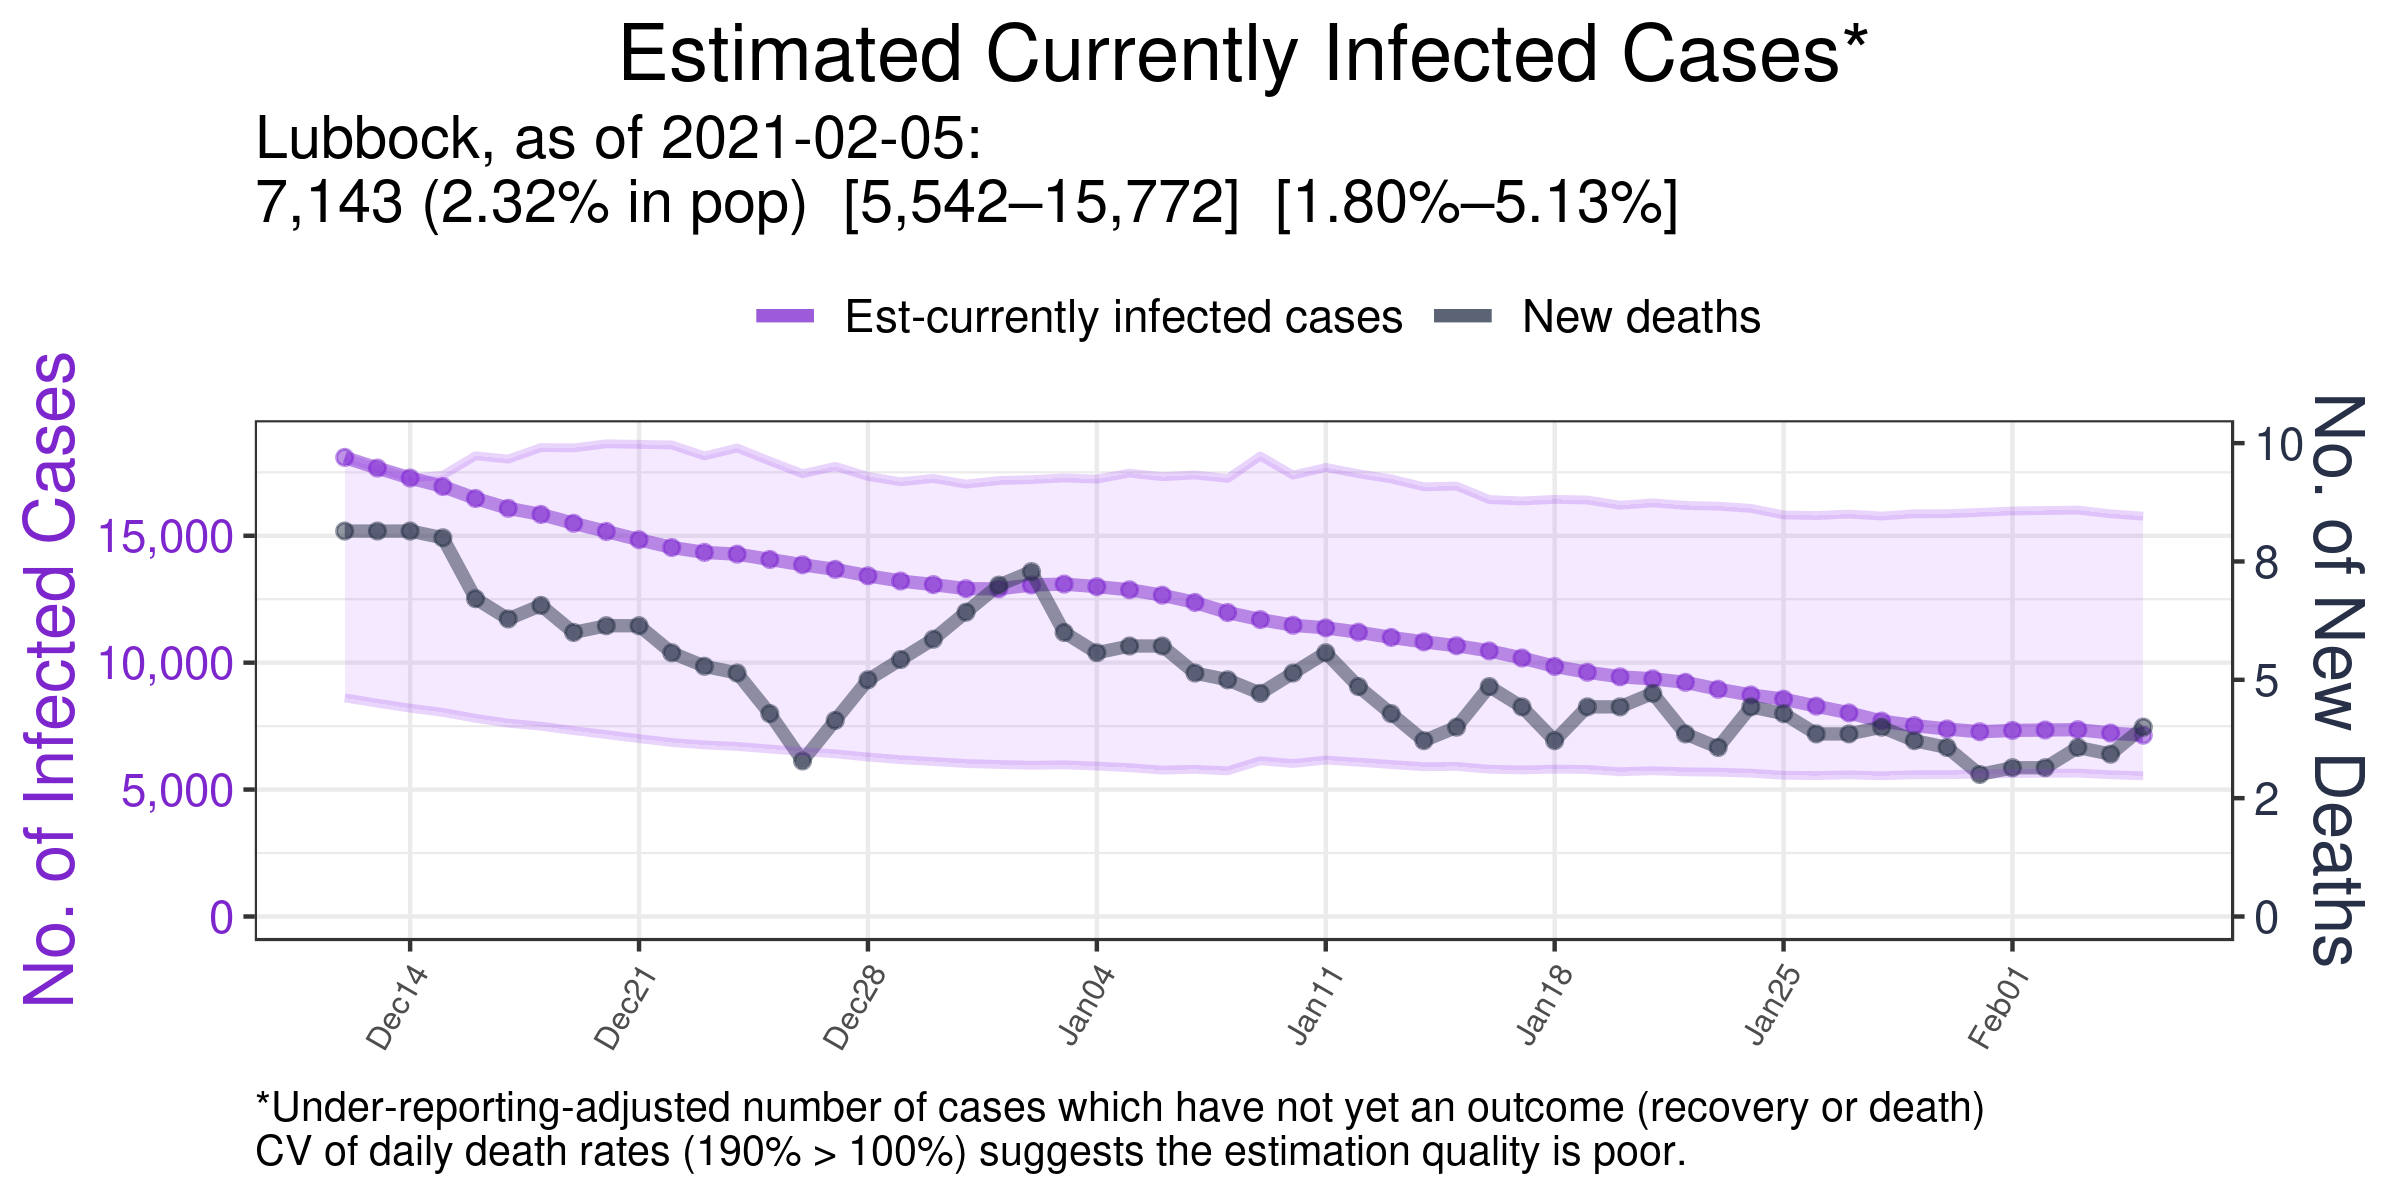 Estimated Currently Infected Cases*
Lubbock, as of 2021-02-05:
7,143 (2.32% in pop)  [5,542–15,772]  [1.80%–5.13%]
Est-currently infected cases
New deaths
No. of Infected Cases
15,000
10,000
5,000
0
10
8
5
2
0
No. of New Deaths
Dec14
Dec21
Dec28
Jan04
Jan11
Jan18
Jan25
Feb01
*Under-reporting-adjusted number of cases which have not yet an outcome (recovery or death)
CV of daily death rates (190% > 100%) suggests the estimation quality is poor.